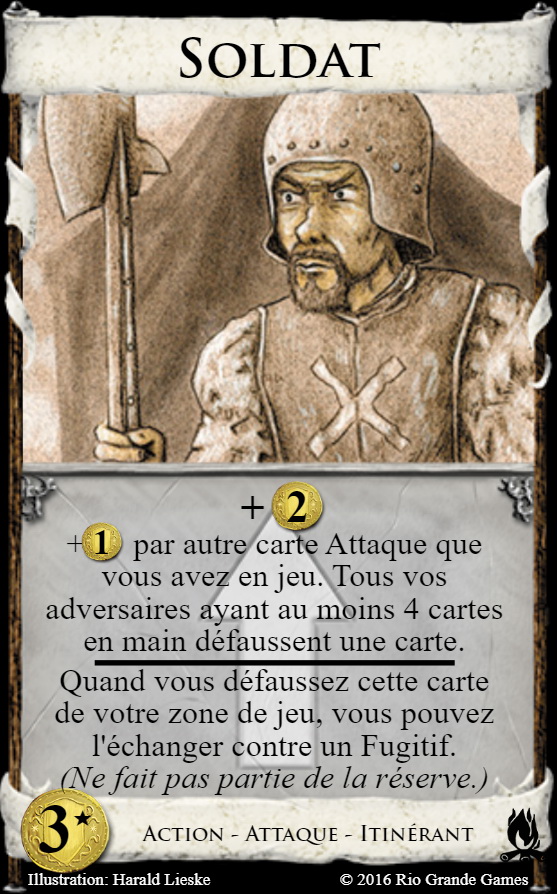 Soldat
+ 2
+1 par autre carte Attaque que
vous avez en jeu. Tous vos
adversaires ayant au moins 4 cartes
en main défaussent une carte.
Quand vous défaussez cette carte
de votre zone de jeu, vous pouvez
l'échanger contre un Fugitif.
(Ne fait pas partie de la réserve.)
3★ Action - Attaque - Itinérant
Illustration: Harald Lieske © 2016 Rio Grande Games